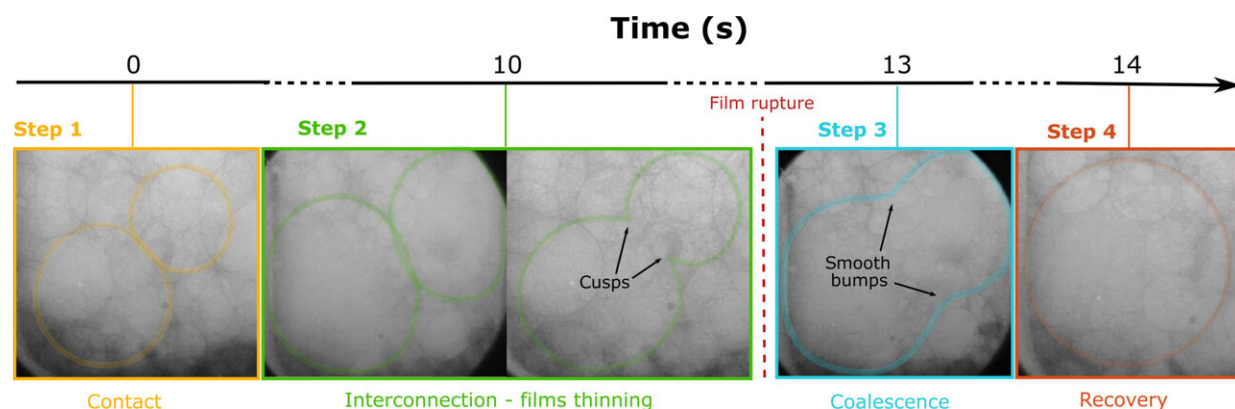 Time (s)
0
10
13
14
Film rupture
Step 1
Step 2
Step 3
Step 4
Cusps
Smooth
bumps
Contact
Interconnection - films thinning
Coalescence
Recovery